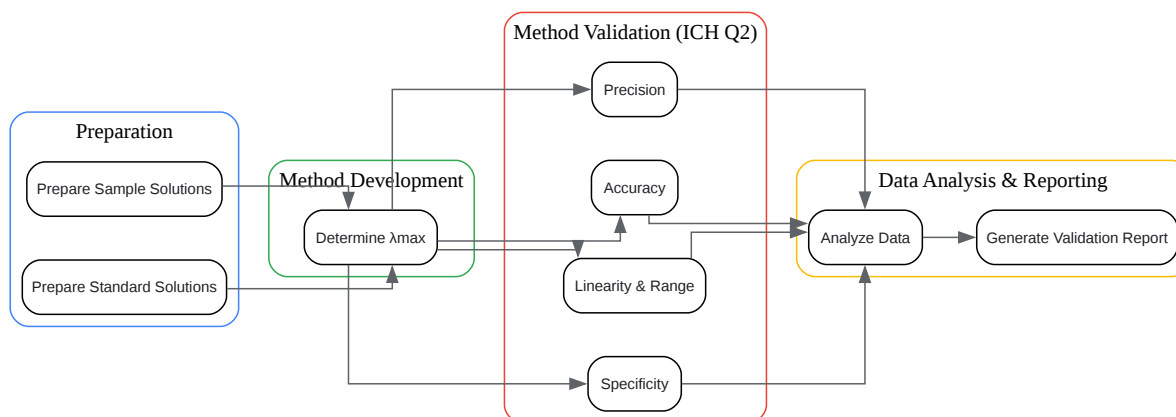 Preparation
Prepare Sample Solutions
Prepare Standard Solutions
Method Development
Determine λmax
Method Validation (ICH Q2)
Precision
Accuracy
Linearity & Range
Specificity
Data Analysis & Reporting
Analyze Data
Generate Validation Report